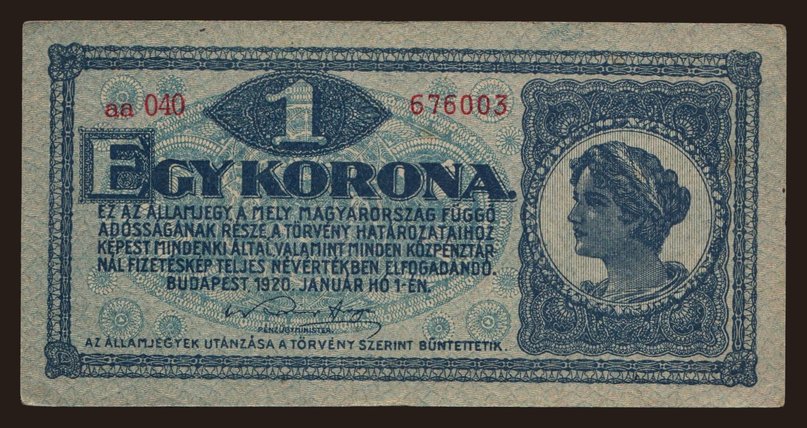 aa 040 676003
1
EGY KORONA.
EZ AZ ÁLLAMJEGY, A MELY MAGYARORSZÁG FÜGGŐ
ADÓSSÁGÁNAK RÉSZE, A TÖRVÉNY HATÁROZATAIHOZ
KÉPEST MINDENKI ÁLTAL, VALAMINT MINDEN KÖZPÉNZTÁR-
NÁL FIZETÉSKÉP TELJES NÉVÉRTÉKBEN ELFOGADANDÓ.
BUDAPEST, 1920. JANUÁR HÓ 1-ÉN.
PÉNZÜGYMINISTER.
AZ ÁLLAMJEGYEK UTÁNZÁSA A TÖRVÉNY SZERINT BÜNTETTETIK.